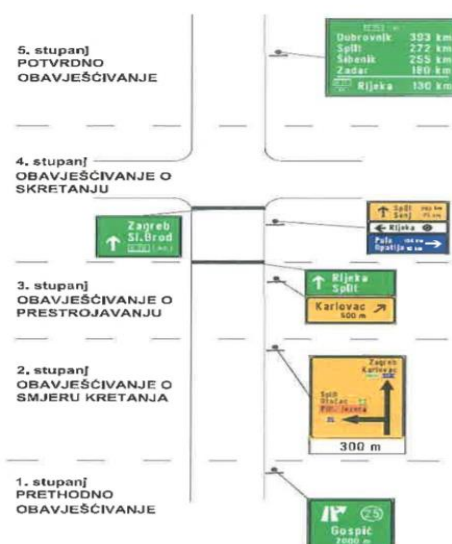 5. stupanj
POTVRDNO
OBAVJEŠĆIVANJE
Dubrovnik 393 km
Split 272 km
Šibenik 255 km
Zadar 180 km
Rijeka 130 km
4. stupanj
OBAVJEŠĆIVANJE O
SKRETANJU
Zagreb
Sl.Brod
Split
Senj
Rijeka
Pula
Opatija
3. stupanj
OBAVJEŠĆIVANJE O
PRESTROJAVANJU
Rijeka
Split
Karlovac
500 m
2. stupanj
OBAVJEŠĆIVANJE O
SMJERU KRETANJA
Zagreb
Karlovac
Split
Otočac
Plit. jezera
300 m
1. stupanj
PRETHODNO
OBAVJEŠĆIVANJE
25
Gospić
2000 m